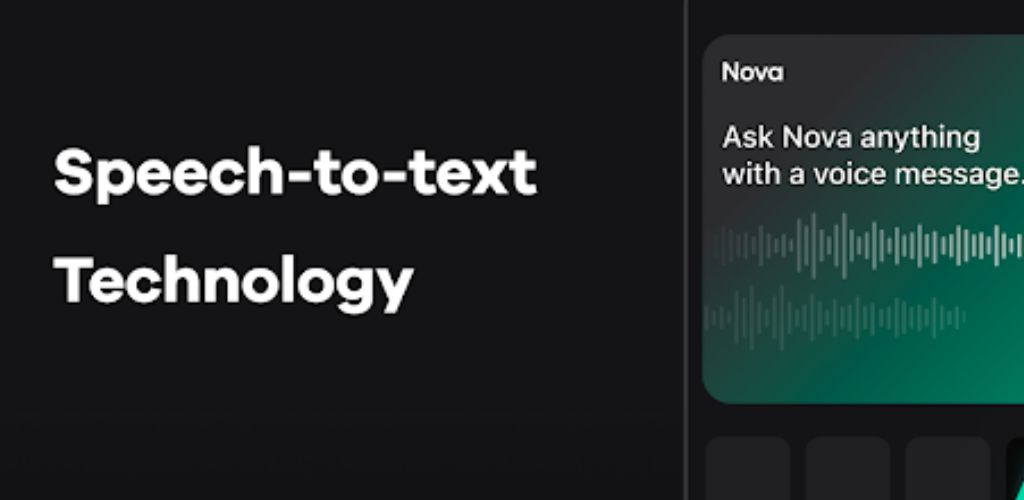 Speech-to-text
Technology
Nova
Ask Nova anything
with a voice message.